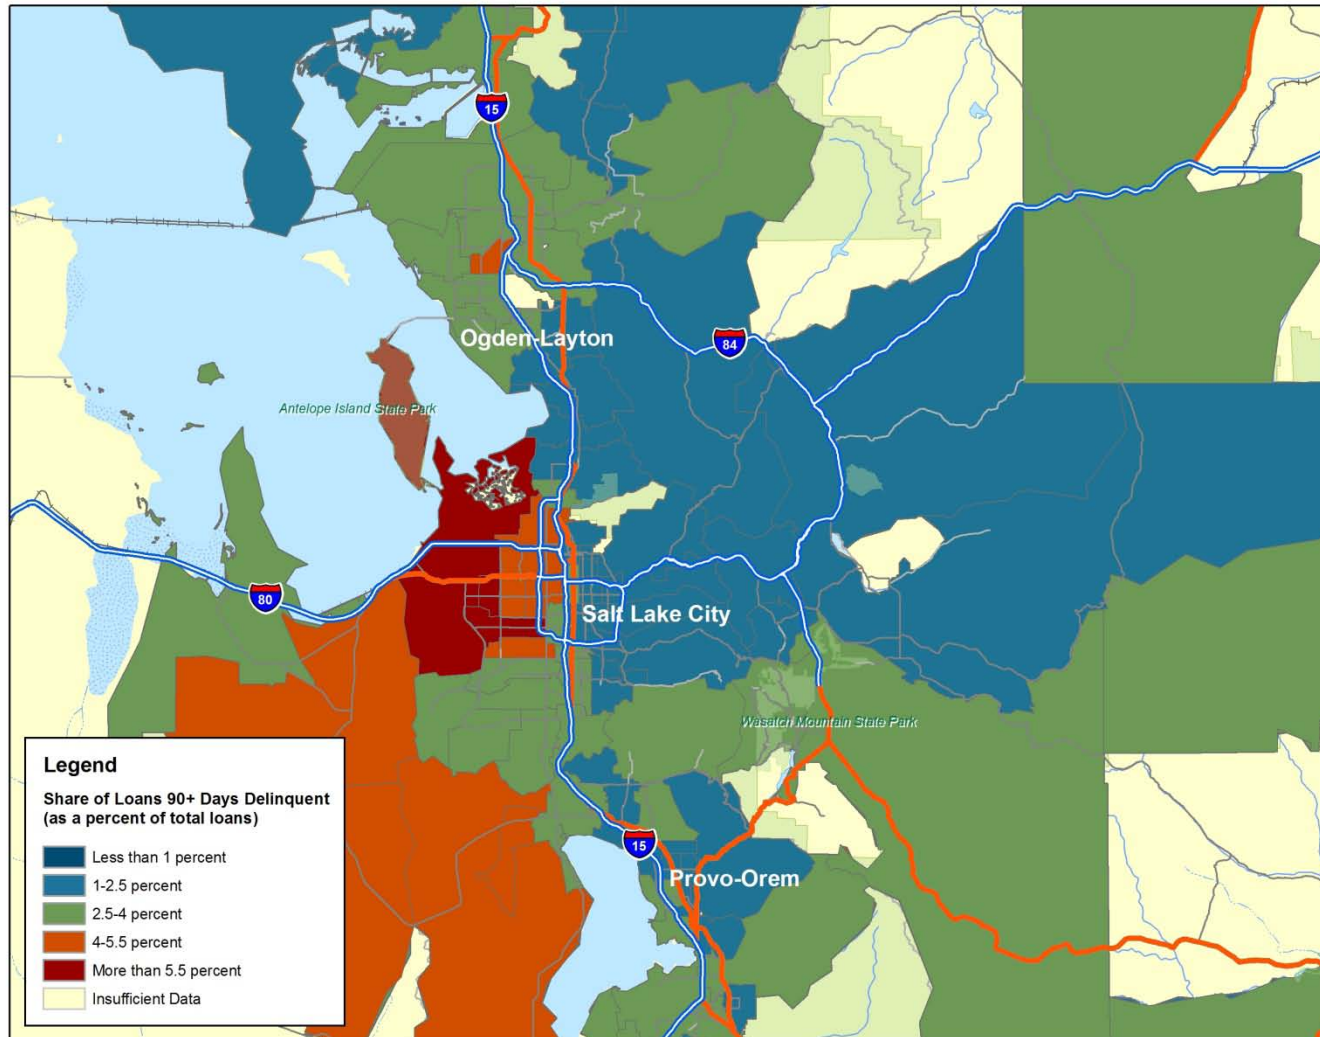 15
Ogden-Layton
84
Antelope Island State Park
80
Salt Lake City
Wasatch Mountain State Park
15
Provo-Orem
Legend
Share of Loans 90+ Days Delinquent
(as a percent of total loans)
Less than 1 percent
1-2.5 percent
2.5-4 percent
4-5.5 percent
More than 5.5 percent
Insufficient Data